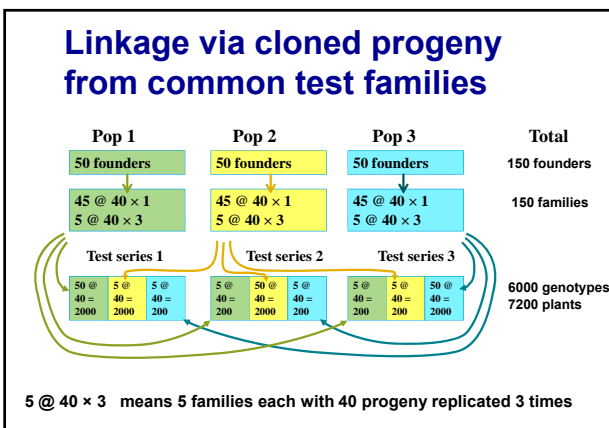 Linkage via cloned progeny
from common test families
Pop 1 Pop 2 Pop 3 Total
50 founders 50 founders 50 founders 150 founders
45 @ 40 × 1 45 @ 40 × 1 45 @ 40 × 1 150 families
5 @ 40 × 3 5 @ 40 × 3 5 @ 40 × 3
Test series 1 Test series 2 Test series 3
50 @ 5 @ 5 @ 5 @ 50 @ 5 @ 5 @ 5 @ 50 @ 6000 genotypes
40 = 40 = 40 = 40 = 40 = 40 = 40 = 40 = 40 = 7200 plants
2000 2000 200 200 2000 200 200 200 2000
5 @ 40 × 3 means 5 families each with 40 progeny replicated 3 times